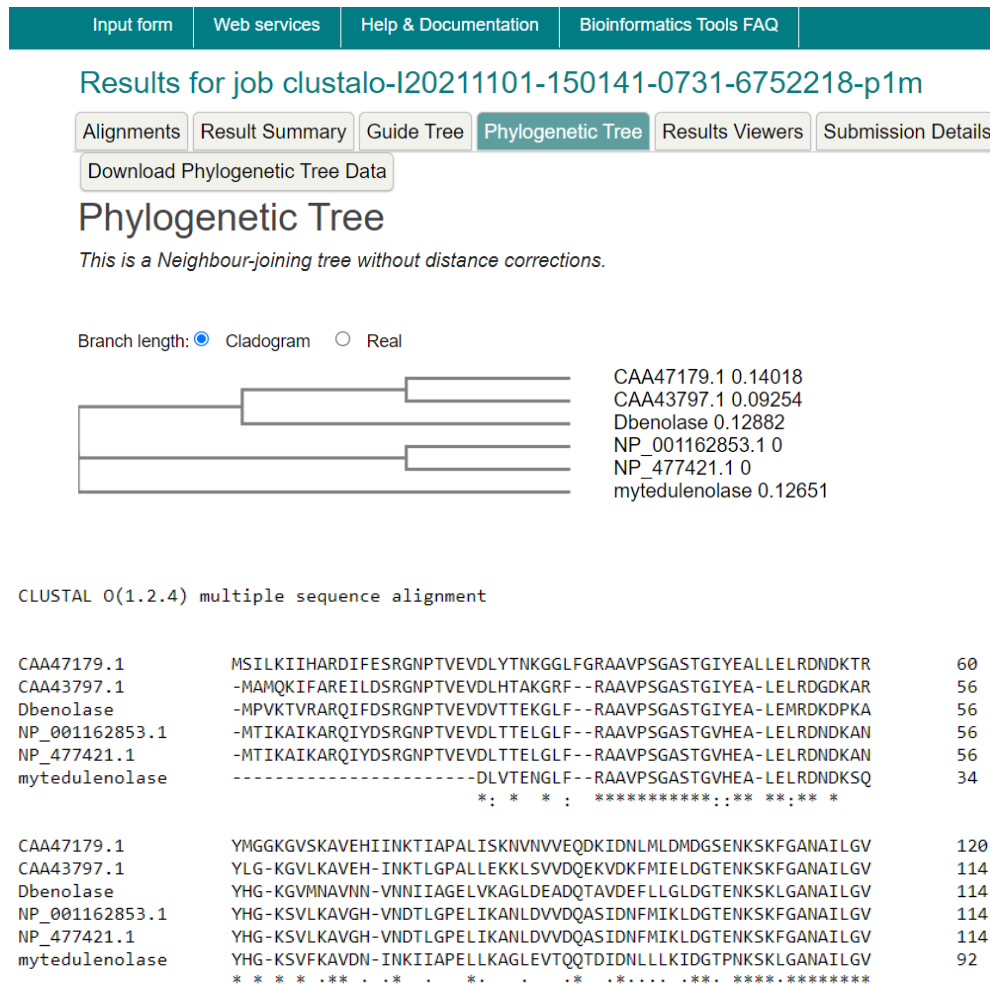 Input form Web services Help & Documentation Bioinformatics Tools FAQ
Results for job clustalo-I20211101-150141-0731-6752218-p1m
Alignments Result Summary Guide Tree Phylogenetic Tree Results Viewers Submission Details
Download Phylogenetic Tree Data
Phylogenetic Tree
This is a Neighbour-joining tree without distance corrections.
Branch length: Cladogram Real
CAA47179.1 0.14018
CAA43797.1 0.09254
Dbenolase 0.12882
NP_001162853.1 0
NP_477421.1 0
mytedulenolase 0.12651
CLUSTAL O(1.2.4) multiple sequence alignment
CAA47179.1 MSILKIIHARDIFESRGNPTVEVDLYTNKGGLFGRAAVPSGASTGIYEALLELRDNDKTR 60
CAA43797.1 -MAMQKIFAREILDSRGNPTVEVDLHTAKGRF--RAAVPSGASTGIYEA-LELRDGDKAR 56
Dbenolase -MPVKTVRARQIFDSRGNPTVEVDVTTEKGLF--RAAVPSGASTGIYEA-LEMRDKDPKA 56
NP_001162853.1 -MTIKAIKARQIYDSRGNPTVEVDLTTELGLF--RAAVPSGASTGVHEA-LELRDNDKAN 56
NP_477421.1 -MTIKAIKARQIYDSRGNPTVEVDLTTELGLF--RAAVPSGASTGVHEA-LELRDNDKAN 56
mytedulenolase -----------------------DLVTENGLF--RAAVPSGASTGVHEA-LELRDNDKSQ 34
*: * * : ***********::** **:** *
CAA47179.1 YMGGKGVSKAVEHIINKTIAPALISKNVNVVEQDKIDNLMLDMDGSENKSKFGANAILGV 120
CAA43797.1 YLG-KGVLKAVEH-INKTLGPALLEKKLSVVDQEKVDKFMIELDGTENKSKFGANAILGV 114
Dbenolase YHG-KGVMNAVNN-VNNIIAGELVKAGLDEADQTAVDEFLLGLDGTENKSKFGANAILGV 114
NP_001162853.1 YHG-KSVLKAVGH-VNDTLGPELIKANLDVVDQASIDNFMIKLDGTENKSKFGANAILGV 114
NP_477421.1 YHG-KSVLKAVGH-VNDTLGPELIKANLDVVDQASIDNFMIKLDGTENKSKFGANAILGV 114
mytedulenolase YHG-KSVFKAVDN-INKIIAPELLKAGLEVTQQTDIDNLLLKIDGTPNKSKLGANAILGV 92
* * * * .** . .* . *: . .* .*:... .**: ****:********